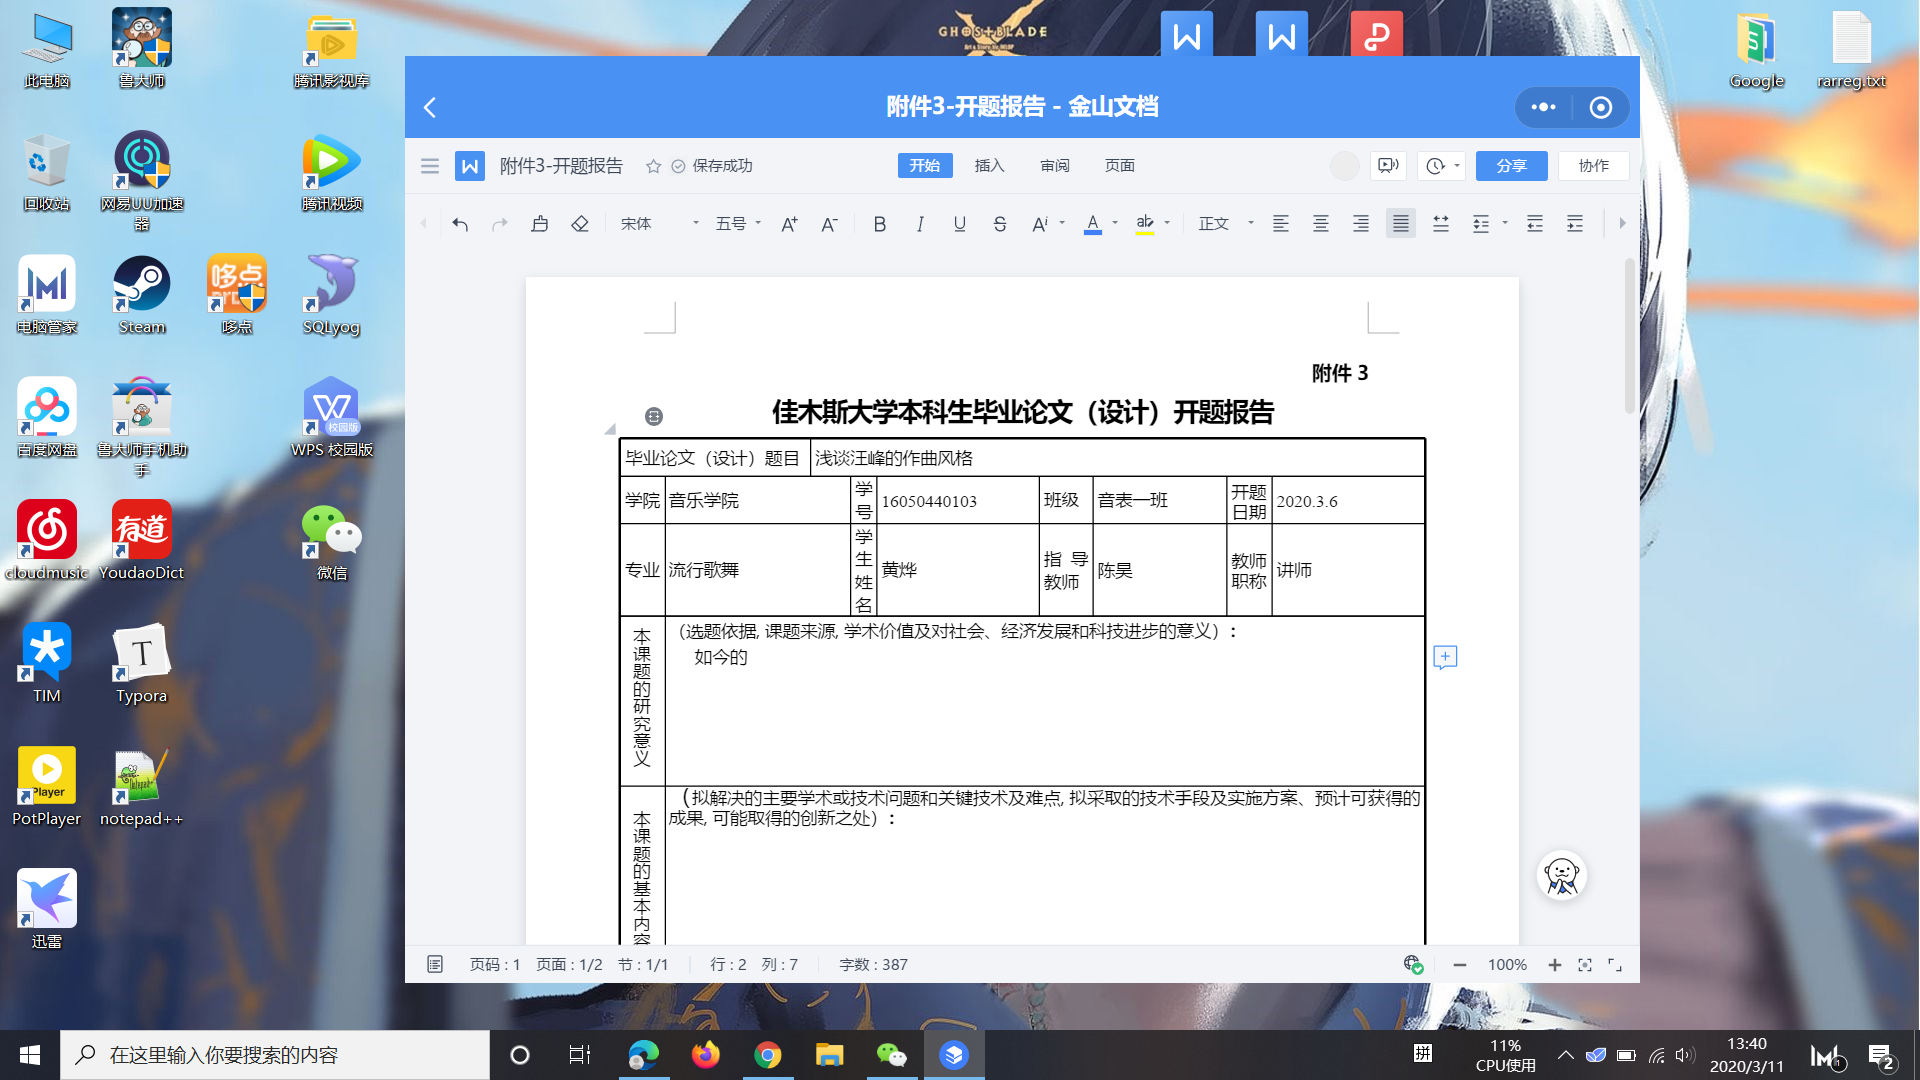 此电脑
鲁大师
腾讯影视库
GHOSTBLADE
Google
rarreg.txt
回收站
网易UU加速器
腾讯视频
电脑管家
Steam
哆点
SQLyog
百度网盘
鲁大师手机助手
WPS 校园版
校园版
有道
cloudmusic
YoudaoDict
微信
TIM
Typora
Player
PotPlayer
notepad++
迅雷
附件3-开题报告 - 金山文档
附件3-开题报告
保存成功
开始 插入 审阅 页面
分享
协作
宋体
五号
正文
附件 3
佳木斯大学本科生毕业论文（设计）开题报告
毕业论文（设计）题目 浅谈汪峰的作曲风格
学院 音乐学院 学号 16050440103 班级 音表一班 开题日期 2020.3.6
专业 流行歌舞 学生姓名 黄烨 指导教师 陈昊 教师职称 讲师
本课题的研究意义
（选题依据, 课题来源, 学术价值及对社会、经济发展和科技进步的意义）：
如今的
本课题的基本内容
（拟解决的主要学术或技术问题和关键技术及难点, 拟采取的技术手段及实施方案、预计可获得的
成果, 可能取得的创新之处）：
页码 : 1 页面 : 1/2 节 : 1/1 行 : 2 列 : 7 字数 : 387
100%
在这里输入你要搜索的内容
拼
11%
CPU使用
13:40
2020/3/11
2